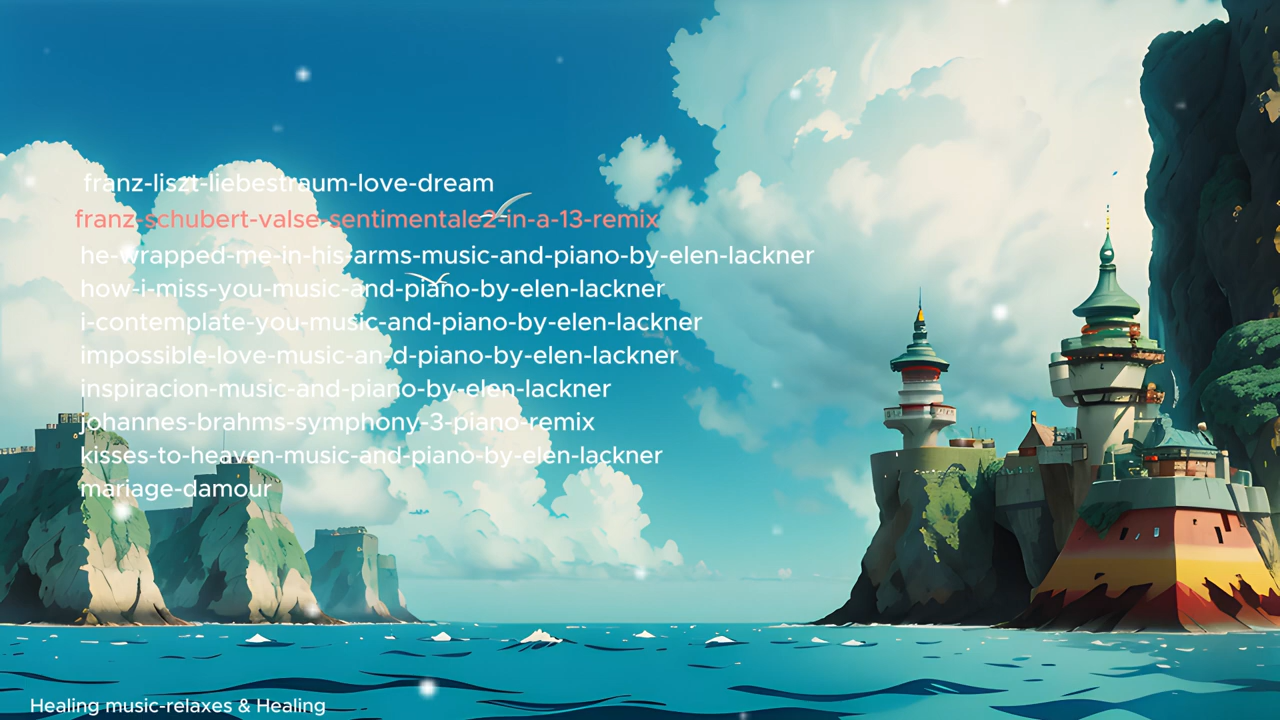 franz-liszt-liebestraum-love-dream
franz-schubert-valse-sentimentale2-in-a-13-remix
he-wrapped-me-in-his-arms-music-and-piano-by-elen-lackner
how-i-miss-you-music-and-piano-by-elen-lackner
i-contemplate-you-music-and-piano-by-elen-lackner
impossible-love-music-an-d-piano-by-elen-lackner
inspiracion-music-and-piano-by-elen-lackner
johannes-brahms-symphony-3-piano-remix
kisses-to-heaven-music-and-piano-by-elen-lackner
mariage-damour
Healing music-relaxes & Healing